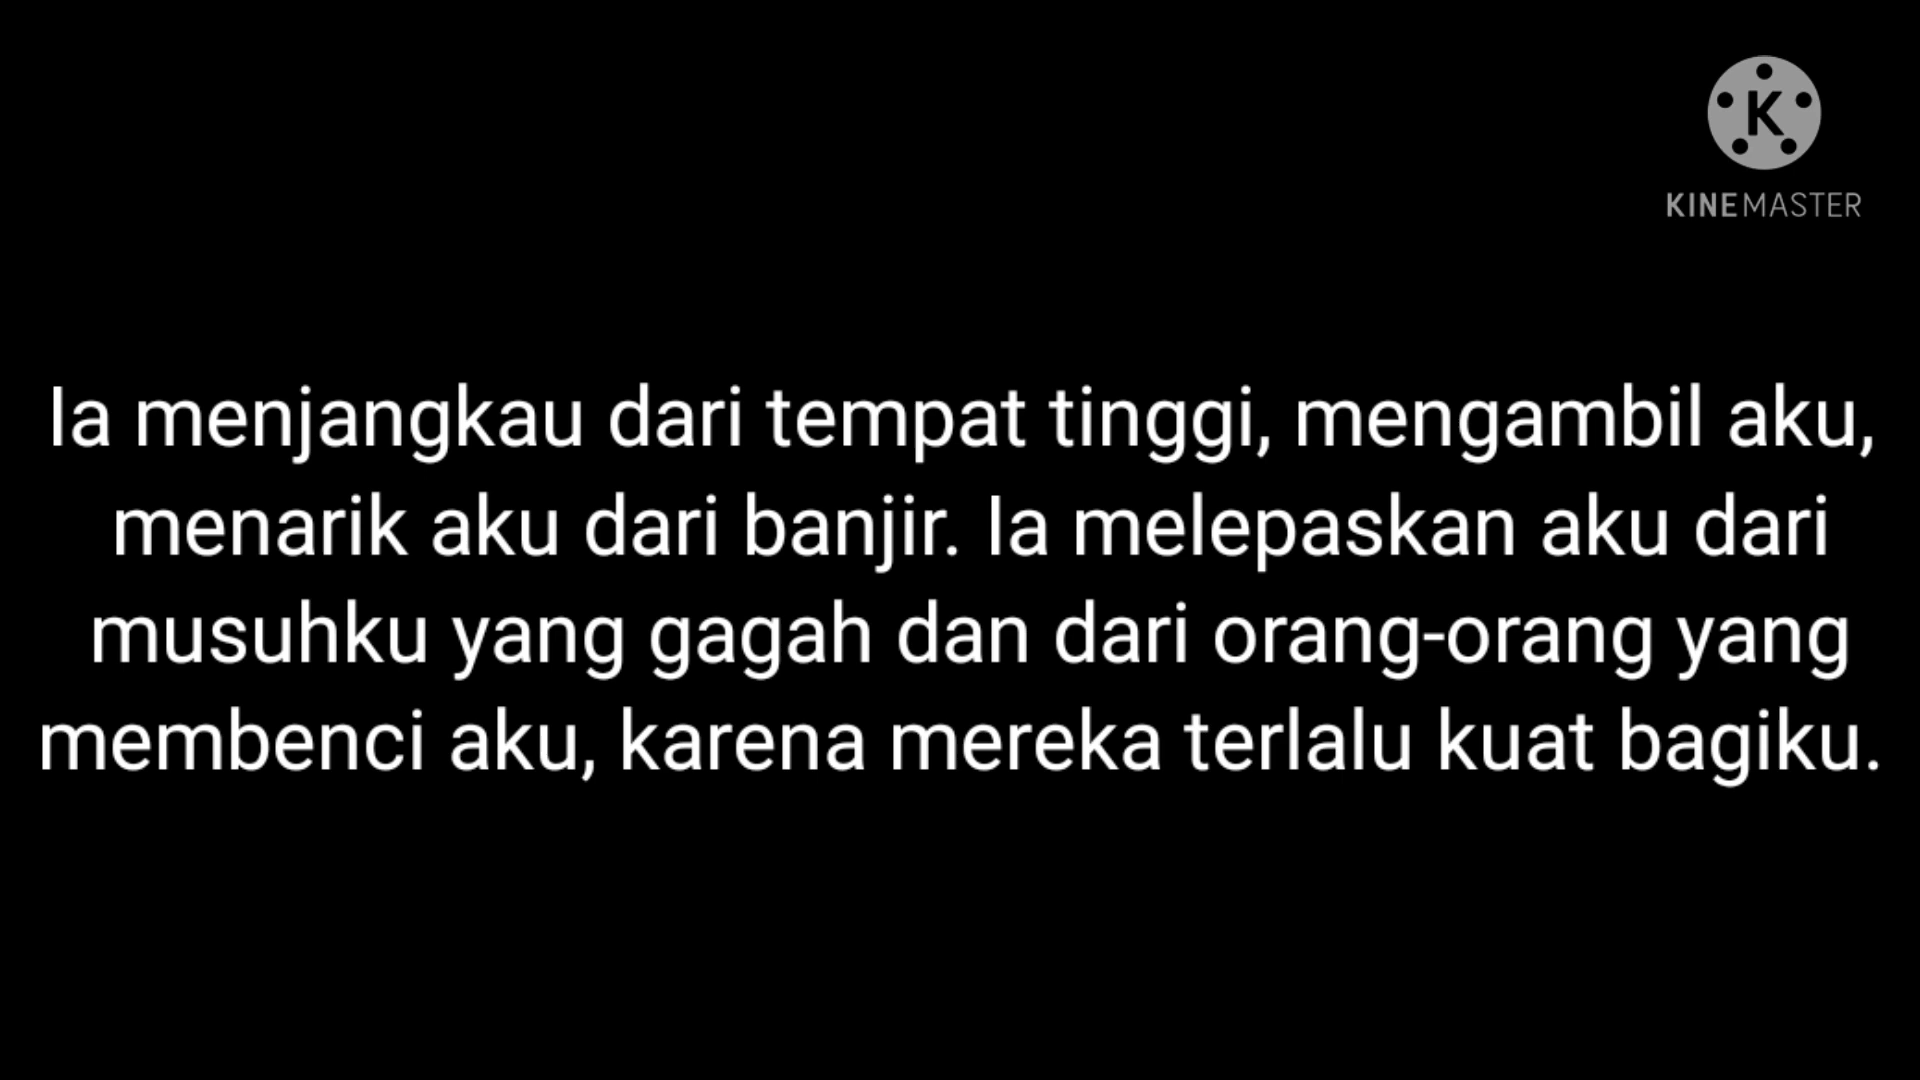 K
KINEMASTER
Ia menjangkau dari tempat tinggi, mengambil aku,
menarik aku dari banjir. Ia melepaskan aku dari
musuhku yang gagah dan dari orang-orang yang
membenci aku, karena mereka terlalu kuat bagiku.